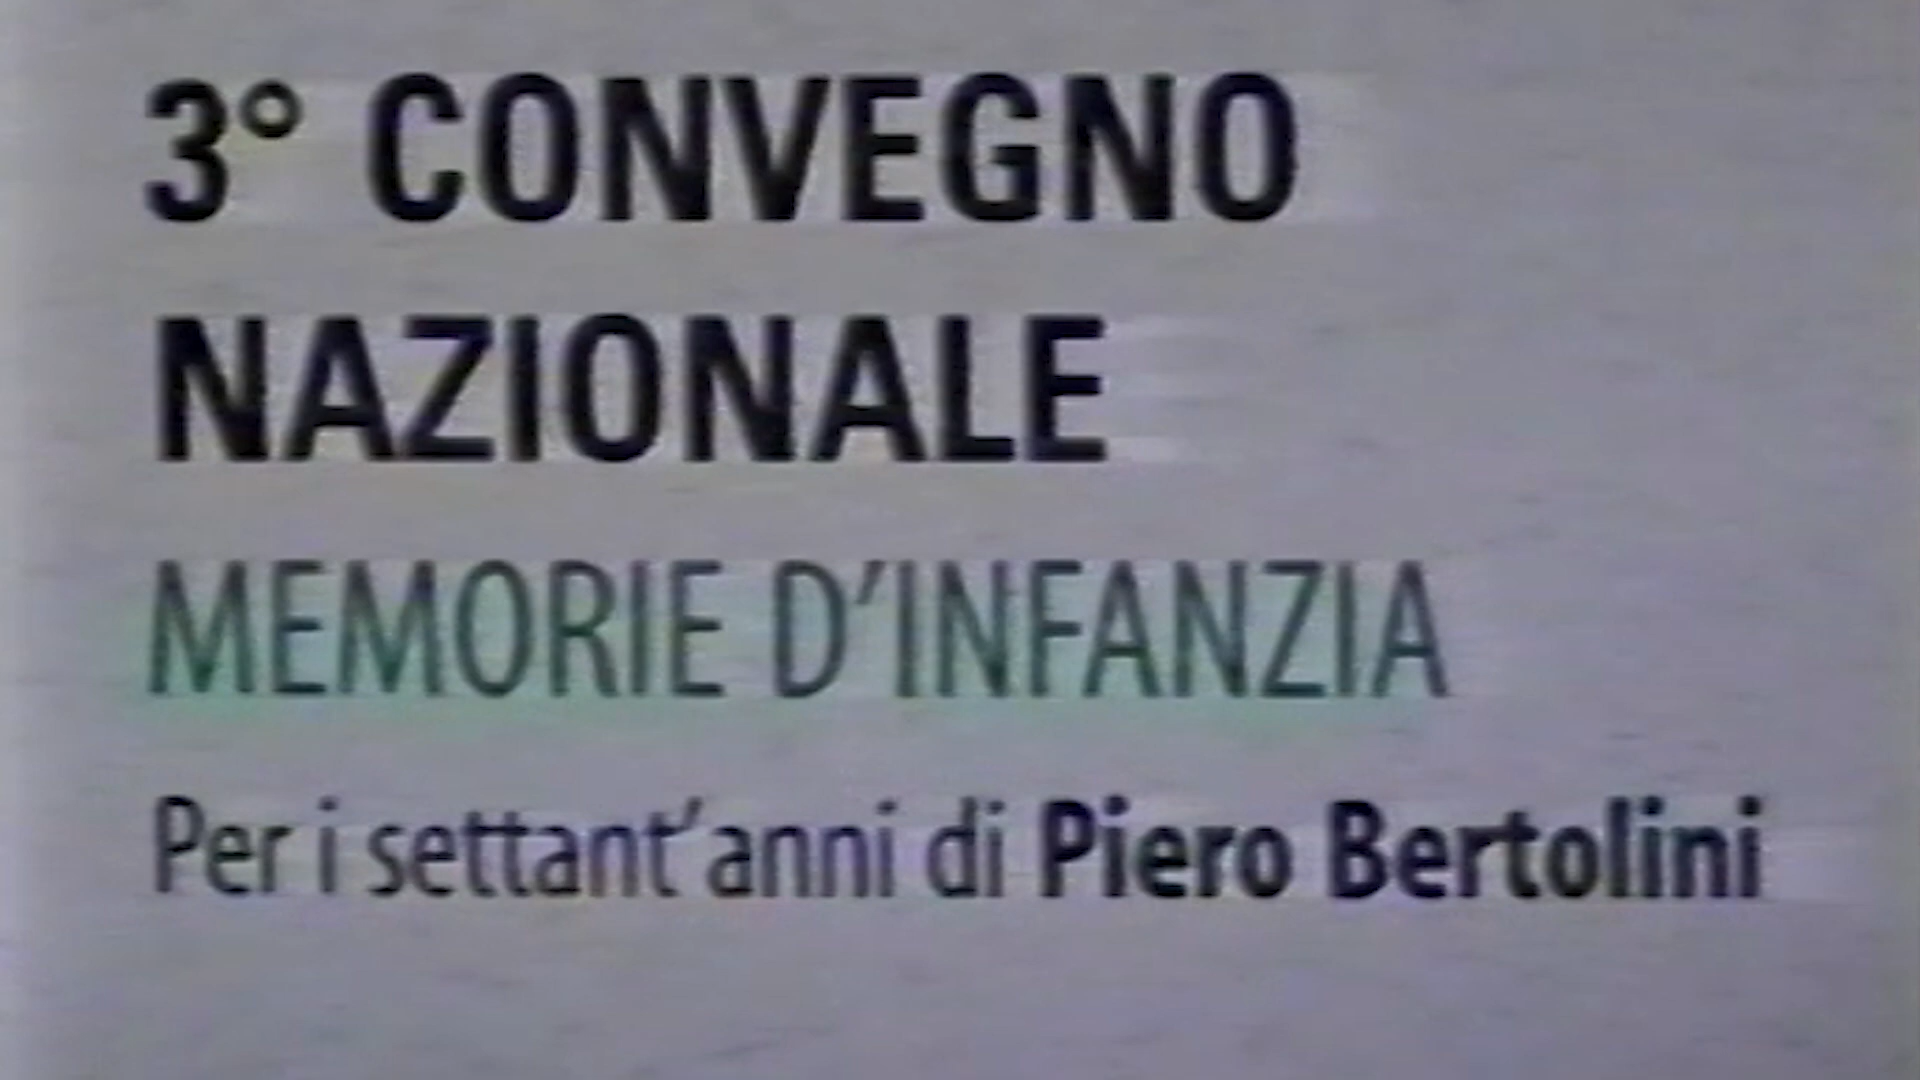 3° CONVEGNO
NAZIONALE
MEMORIE D'INFANZIA
Per i settant'anni di Piero Bertolini